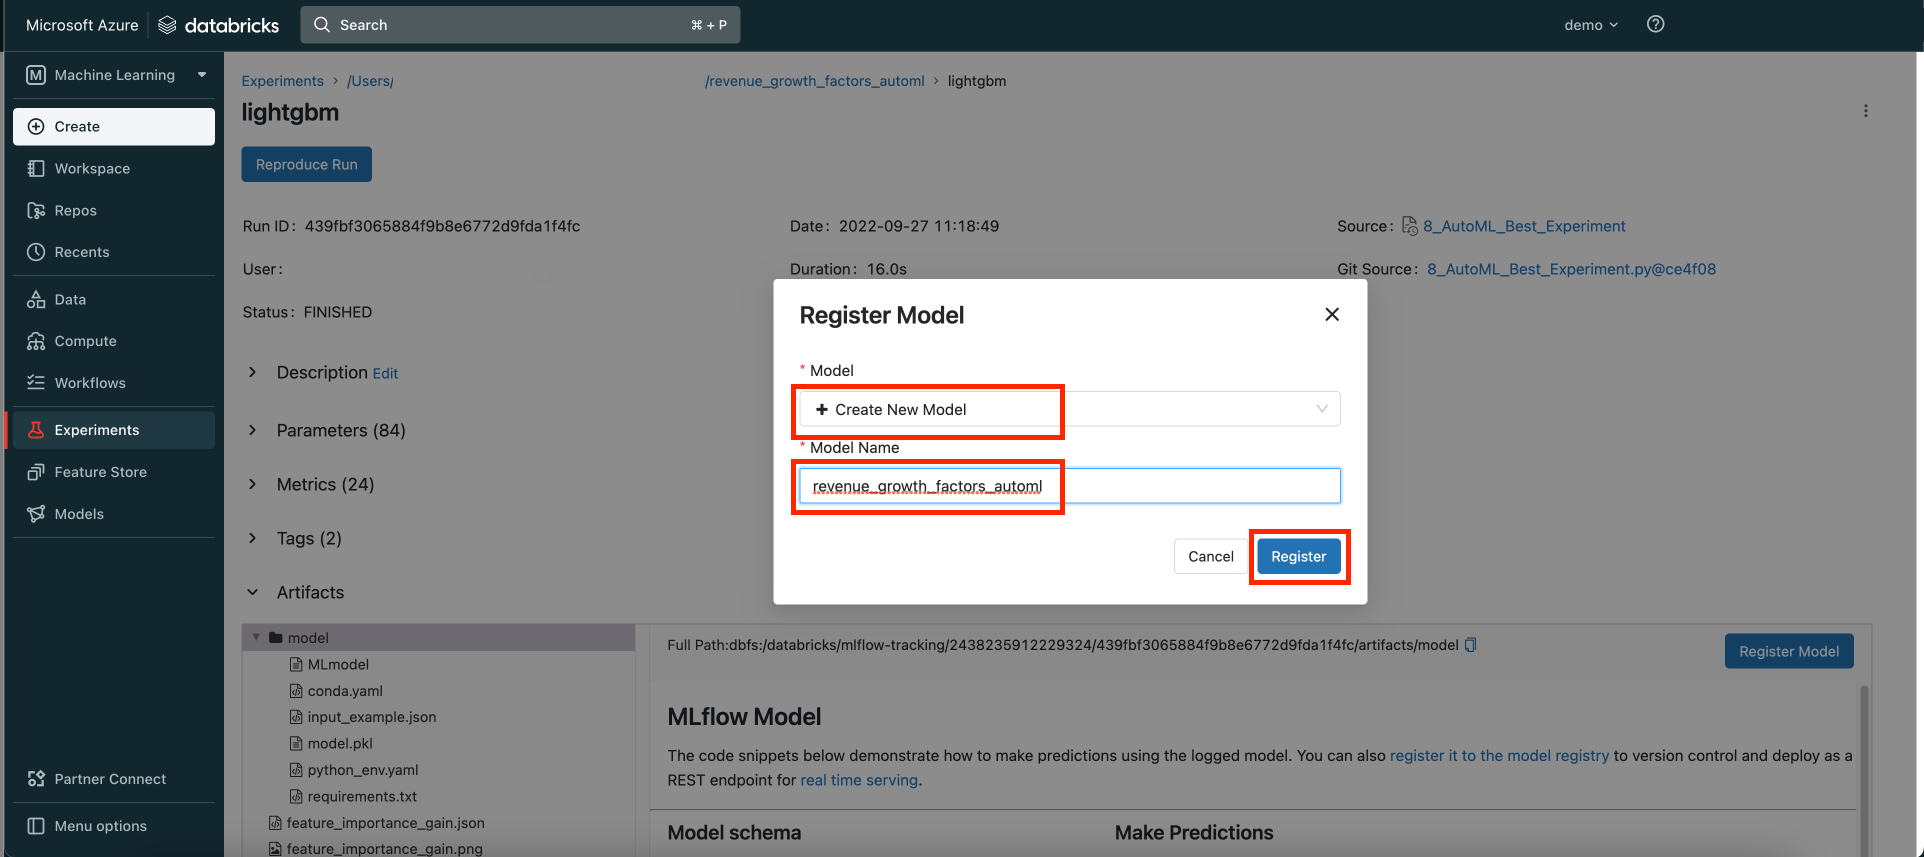 Microsoft Azure databricks Search ⌘ + P demo
Machine Learning
Create
Workspace
Repos
Recents
Data
Compute
Workflows
Experiments
Feature Store
Models
Partner Connect
Menu options
Experiments > /Users/ /revenue_growth_factors_automl > lightgbm
lightgbm
Reproduce Run
Run ID: 439fbf3065884f9b8e6772d9fda1f4fc Date: 2022-09-27 11:18:49 Source: 8_AutoML_Best_Experiment
User: Duration: 16.0s Git Source: 8_AutoML_Best_Experiment.py@ce4f08
Status: FINISHED
Description Edit
Parameters (84)
Metrics (24)
Tags (2)
Artifacts
Register Model
* Model
+ Create New Model
* Model Name
revenue_growth_factors_automl
Cancel Register
model
MLmodel
conda.yaml
input_example.json
model.pkl
python_env.yaml
requirements.txt
feature_importance_gain.json
feature_importance_gain.png
Full Path:dbfs:/databricks/mlflow-tracking/2438235912229324/439fbf3065884f9b8e6772d9fda1f4fc/artifacts/model
Register Model
MLflow Model
The code snippets below demonstrate how to make predictions using the logged model. You can also register it to the model registry to version control and deploy as a
REST endpoint for real time serving.
Model schema Make Predictions